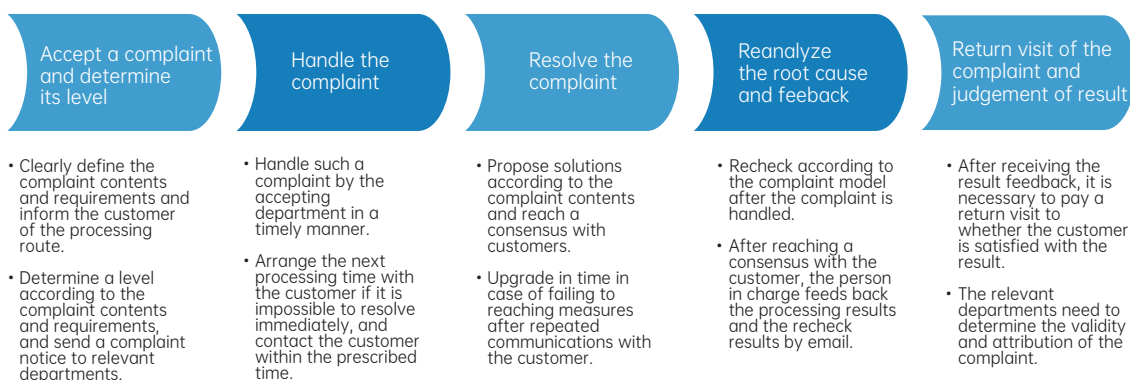 Accept a complaint
and determine
its level
Handle the
complaint
Resolve the
complaint
Reanalyze
the root cause
and feeback
Return visit of the
complaint and
judgement of result
• Clearly define the
complaint contents
and requirements and
inform the customer
of the processing
route.
• Determine a level
according to the
complaint contents
and requirements,
and send a complaint
notice to relevant
departments.
• Handle such a
complaint by the
accepting
department in a
timely manner.
• Arrange the next
processing time with
the customer if it is
impossible to resolve
immediately, and
contact the customer
within the prescribed
time.
• Propose solutions
according to the
complaint contents
and reach a
consensus with
customers.
• Upgrade in time in
case of failing to
reaching measures
after repeated
communications with
the customer.
• Recheck according to
the complaint model
after the complaint is
handled.
• After reaching a
consensus with the
customer, the person
in charge feeds back
the processing results
and the recheck
results by email.
• After receiving the
result feedback, it is
necessary to pay a
return visit to
whether the customer
is satisfied with the
result.
• The relevant
departments need to
determine the validity
and attribution of the
complaint.